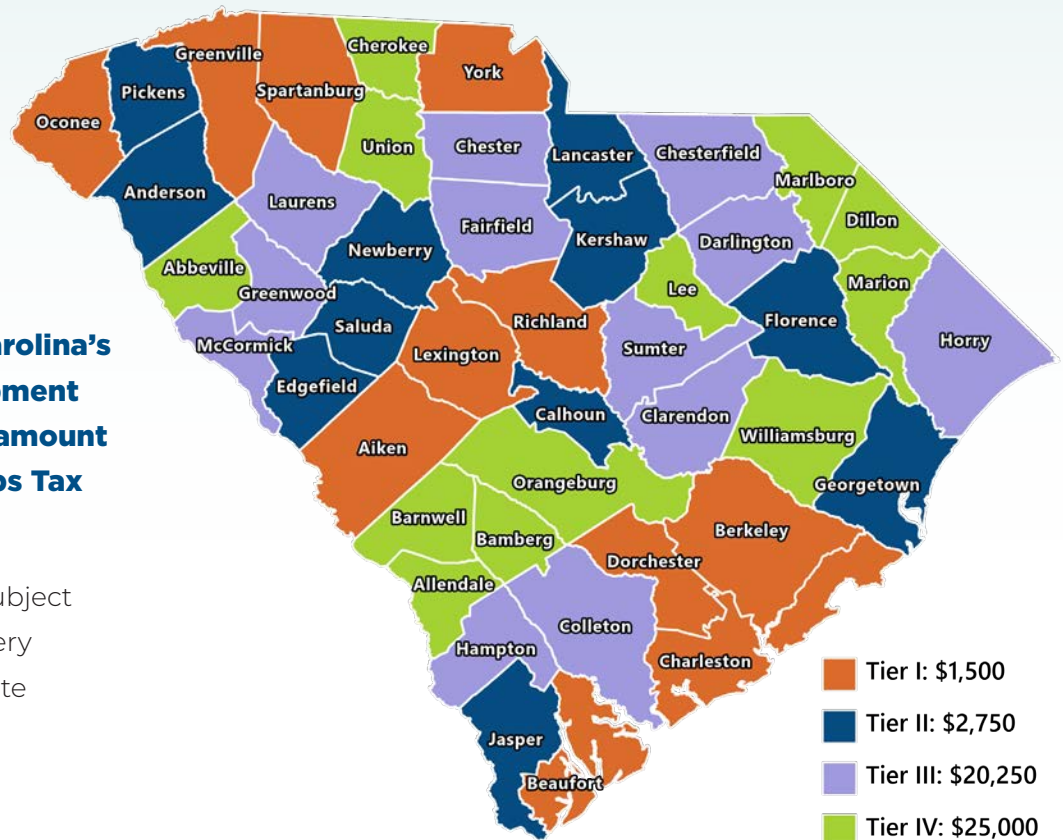 Cherokee
Greenville
York
Spartanburg
Pickens
Oconee
Union
Chester
Lancaster
Chesterfield
Marlboro
Anderson
Laurens
Dillon
Fairfield
Newberry
Kershaw
Darlington
Abbeville
Greenwood
Lee
Marion
Saluda
Richland
Florence
McCormick
Lexington
Sumter
Horry
Edgefield
Calhoun
Clarendon
Aiken
Williamsburg
Orangeburg
Georgetown
Barnwell
Bamberg
Berkeley
Dorchester
Allendale
Colleton
Hampton
Charleston
Jasper
Beaufort
arolina's
pment
amount
bs Tax
ubject
ery
te
Tier I: $1,500
Tier II: $2,750
Tier III: $20,250
Tier IV: $25,000